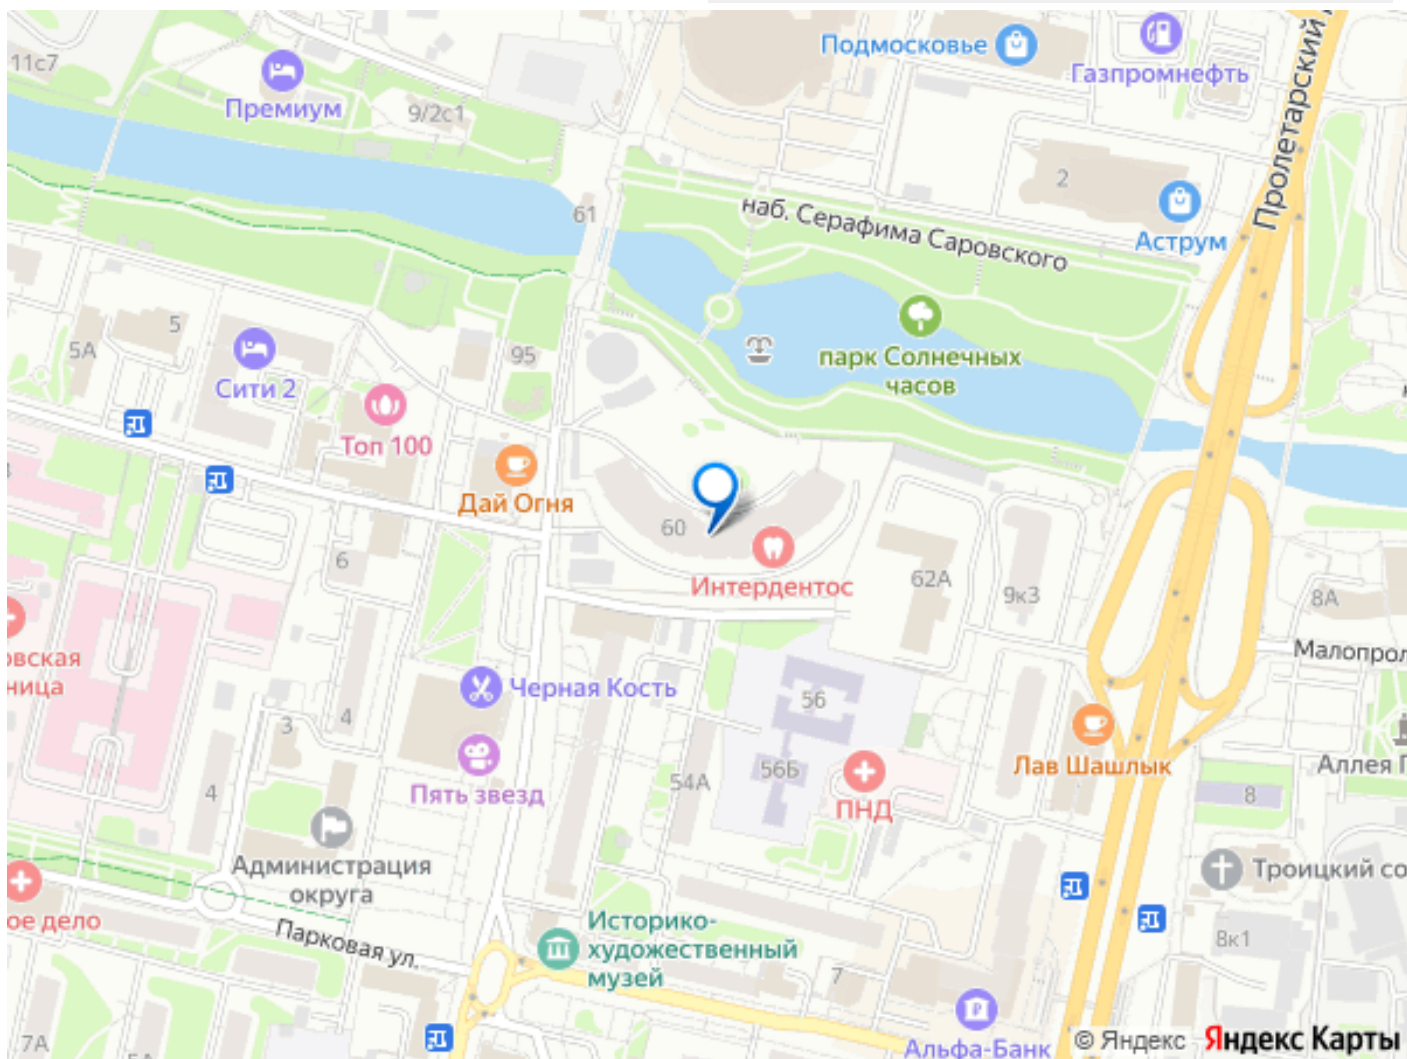 11с7
Премиум
9/2с1
Подмосковье
Газпромнефть
Пролетарский
2
Аструм
61
наб. Серафима Саровского
парк Солнечных
часов
5
5А
Сити 2
95
Топ 100
Дай Огня
60
Интердентос
62А
9к3
8А
Малопрол
6
овская
ница
Черная Кость
56
3
4
Лав Шашлык
Аллея П
Пять звезд
54А
56Б
ПНД
4
8
Администрация
округа
Троицкий со
ое дело
Парковая ул.
Историко-
художественный
музей
7
8к1
7А
Альфа-Банк
© Яндекс Яндекс Карты